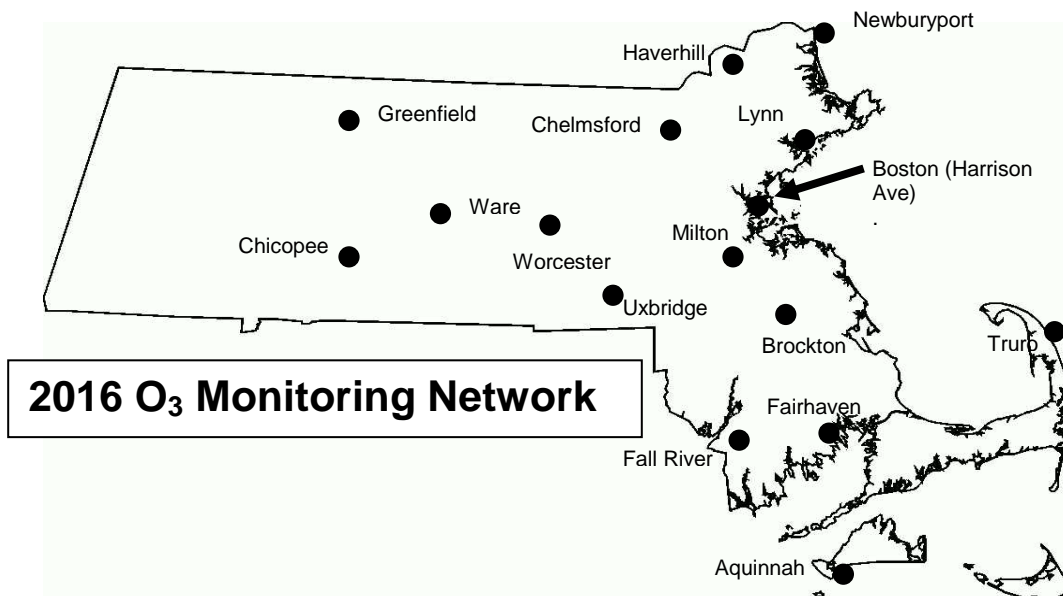 Newburyport
Haverhill
Greenfield
Chelmsford
Lynn
Boston (Harrison
Ave)
Ware
Chicopee
Worcester
Milton
Uxbridge
Brockton
Truro
2016 O₃ Monitoring Network
Fairhaven
Fall River
Aquinnah